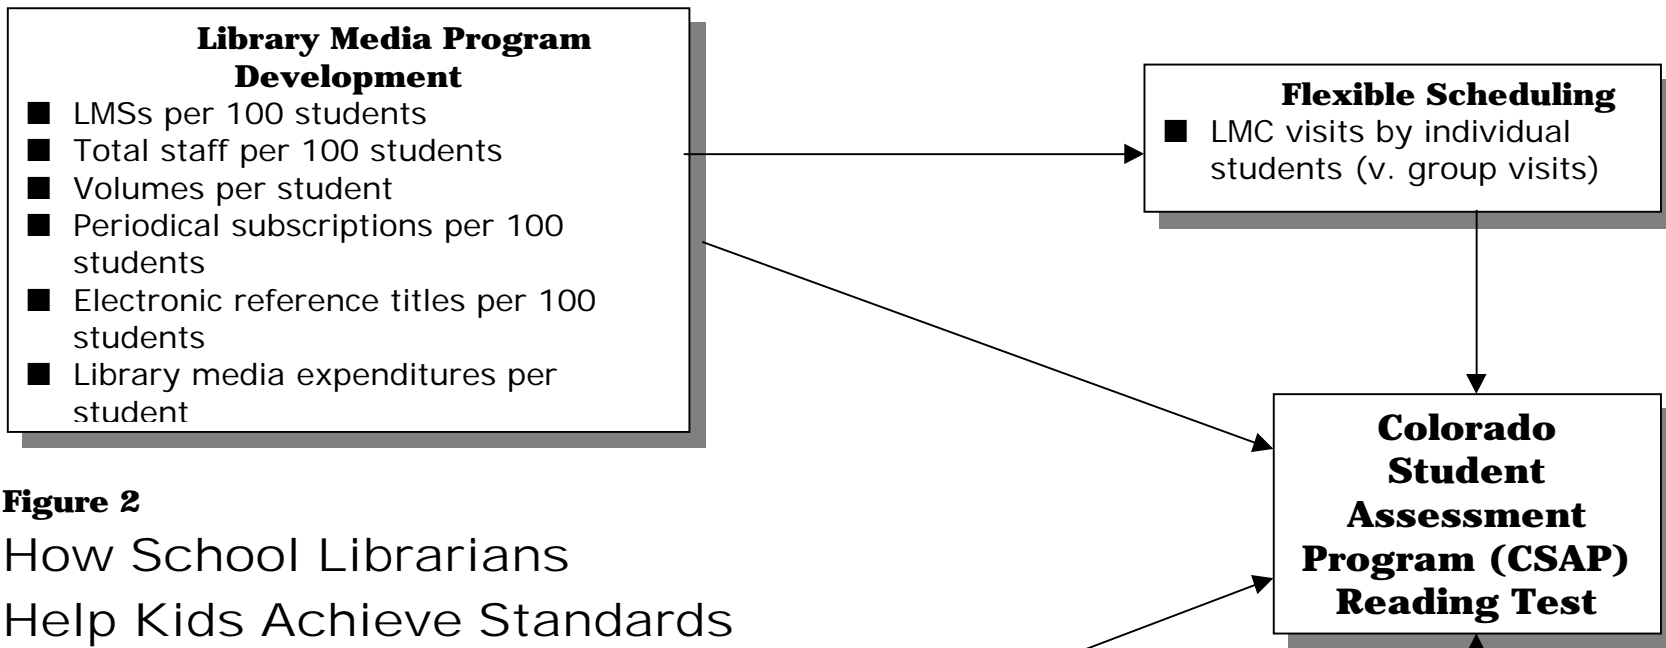 Library Media Program
Development
■ LMSs per 100 students
■ Total staff per 100 students
■ Volumes per student
■ Periodical subscriptions per 100
students
■ Electronic reference titles per 100
students
■ Library media expenditures per
student
Flexible Scheduling
■ LMC visits by individual
students (v. group visits)
Colorado
Student
Assessment
Program (CSAP)
Reading Test
Figure 2
How School Librarians
Help Kids Achieve Standards